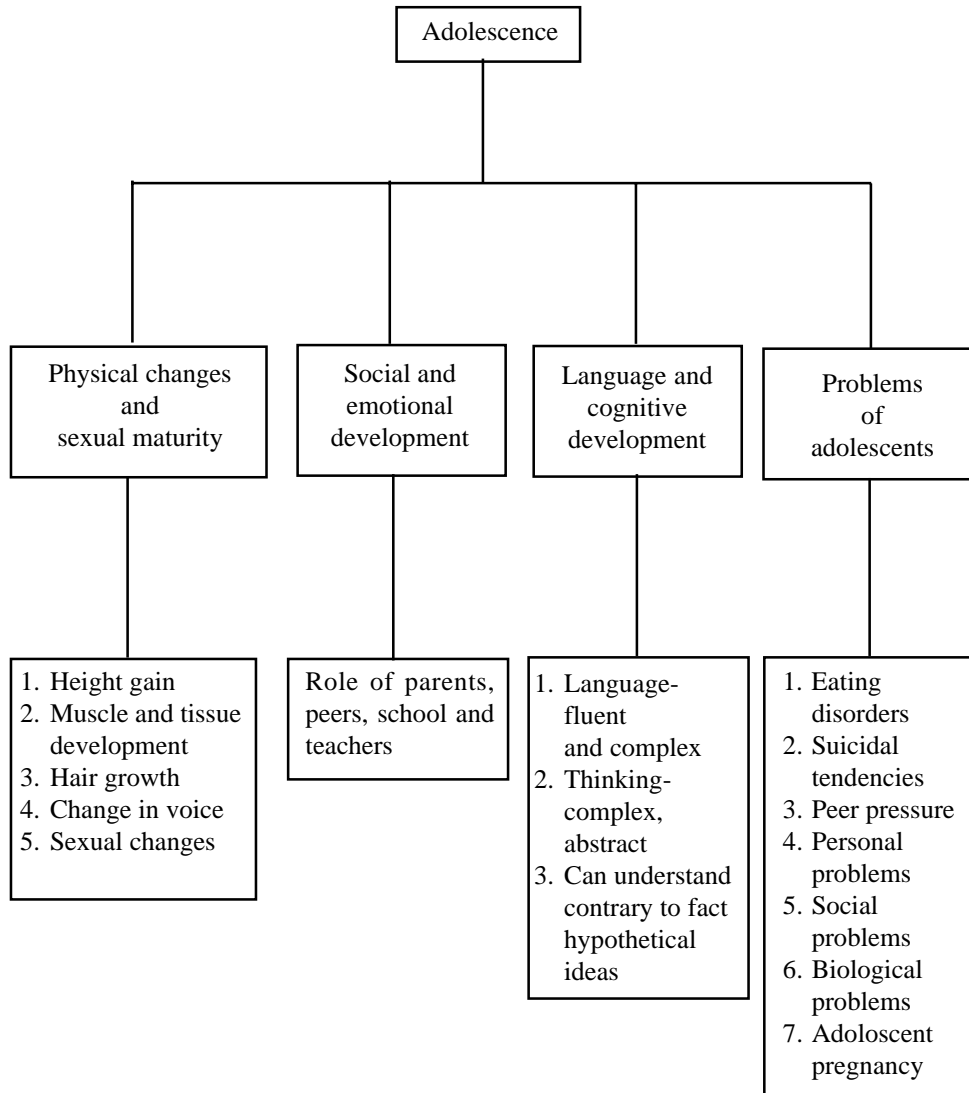 Adolescence
Physical changes
and
sexual maturity
Social and
emotional
development
Language and
cognitive
development
Problems
of
adolescents
1. Height gain
2. Muscle and tissue
development
3. Hair growth
4. Change in voice
5. Sexual changes
Role of parents,
peers, school and
teachers
1. Language-
fluent
and complex
2. Thinking-
complex,
abstract
3. Can understand
contrary to fact
hypothetical
ideas
1. Eating
disorders
2. Suicidal
tendencies
3. Peer pressure
4. Personal
problems
5. Social
problems
6. Biological
problems
7. Adoloscent
pregnancy